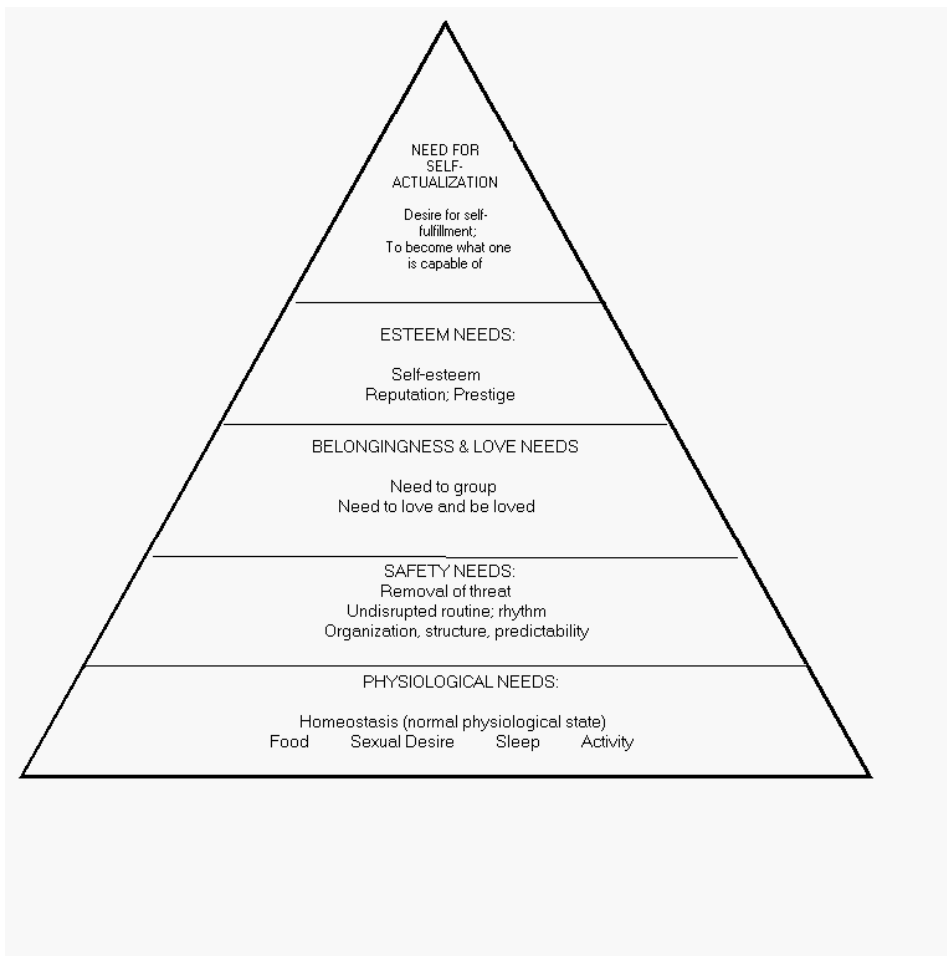 NEED FOR
SELF-
ACTUALIZATION
Desire for self-
fulfillment;
To become what one
is capable of
ESTEEM NEEDS:
Self-esteem
Reputation; Prestige
BELONGINGNESS & LOVE NEEDS
Need to group
Need to love and be loved
SAFETY NEEDS:
Removal of threat
Undisrupted routine; rhythm
Organization, structure, predictability
PHYSIOLOGICAL NEEDS:
Homeostasis (normal physiological state)
Food Sexual Desire Sleep Activity